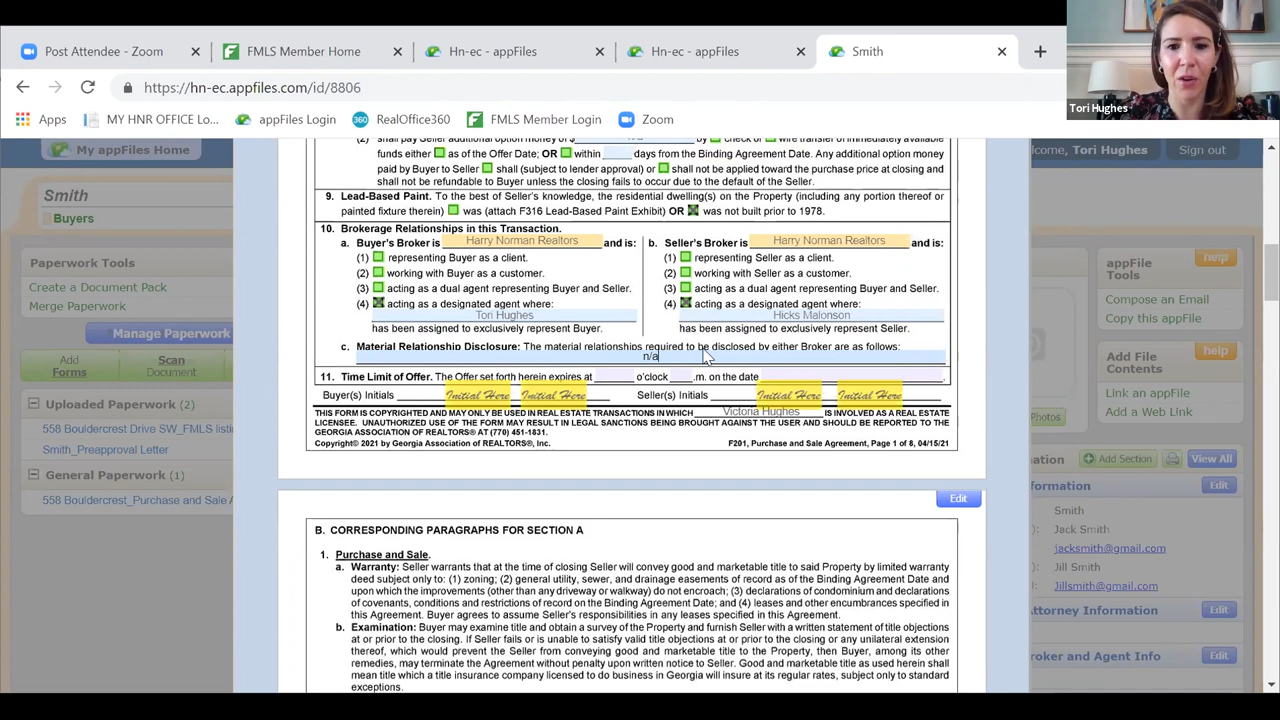 Post Attendee - Zoom
FMLS Member Home
Hn-ec - appFiles
Hn-ec - appFiles
Smith
https://hn-ec.appfiles.com/id/8806
Tori Hughes
Apps
MY HNR OFFICE Lo...
appFiles Login
RealOffice360
FMLS Member Login
Zoom
My appFiles Home
ome, Tori Hughes
Sign out
Smith
Buyers
Paperwork Tools
Create a Document Pack
Merge Paperwork
Manage Paperwork
Add Forms
Scan Document
Uploaded Paperwork (2)
558 Bouldercrest Drive SW_FMLS listi
Smith_Preapproval Letter
General Paperwork (1)
558 Bouldercrest_Purchase and Sale A
(2) shall pay Seller additional option money of $ n/a by check or wire transfer of immediately available
funds either as of the Offer Date; OR within days from the Binding Agreement Date. Any additional option money
paid by Buyer to Seller shall (subject to lender approval) or shall not be applied toward the purchase price at closing and
shall not be refundable to Buyer unless the closing fails to occur due to the default of the Seller.
9. Lead-Based Paint. To the best of Seller's knowledge, the residential dwelling(s) on the Property (including any portion thereof or
painted fixture therein) was (attach F316 Lead-Based Paint Exhibit) OR was not built prior to 1978.
10. Brokerage Relationships in this Transaction.
a. Buyer's Broker is Harry Norman Realtors and is:
(1) representing Buyer as a client.
(2) working with Buyer as a customer.
(3) acting as a dual agent representing Buyer and Seller.
(4) acting as a designated agent where:
Tori Hughes
has been assigned to exclusively represent Buyer.
b. Seller's Broker is Harry Norman Realtors and is:
(1) representing Seller as a client.
(2) working with Seller as a customer.
(3) acting as a dual agent representing Buyer and Seller.
(4) acting as a designated agent where:
Hicks Malonson
has been assigned to exclusively represent Seller.
c. Material Relationship Disclosure: The material relationships required to be disclosed by either Broker are as follows:
n/a
11. Time Limit of Offer. The Offer set forth herein expires at o'clock .m. on the date .
Buyer(s) Initials Initial Here Initial Here Seller(s) Initials Initial Here Initial Here
THIS FORM IS COPYRIGHTED AND MAY ONLY BE USED IN REAL ESTATE TRANSACTIONS IN WHICH Victoria Hughes IS INVOLVED AS A REAL ESTATE
LICENSEE. UNAUTHORIZED USE OF THE FORM MAY RESULT IN LEGAL SANCTIONS BEING BROUGHT AGAINST THE USER AND SHOULD BE REPORTED TO THE
GEORGIA ASSOCIATION OF REALTORS® AT (770) 451-1831.
Copyright© 2021 by Georgia Association of REALTORS®, Inc. F201, Purchase and Sale Agreement, Page 1 of 8, 04/15/21
Edit
B. CORRESPONDING PARAGRAPHS FOR SECTION A
1. Purchase and Sale.
a. Warranty: Seller warrants that at the time of closing Seller will convey good and marketable title to said Property by limited warranty
deed subject only to: (1) zoning; (2) general utility, sewer, and drainage easements of record as of the Binding Agreement Date and
upon which the improvements (other than any driveway or walkway) do not encroach; (3) declarations of condominium and declarations
of covenants, conditions and restrictions of record on the Binding Agreement Date; and (4) leases and other encumbrances specified in
this Agreement. Buyer agrees to assume Seller's responsibilities in any leases specified in this Agreement.
b. Examination: Buyer may examine title and obtain a survey of the Property and furnish Seller with a written statement of title objections
at or prior to the closing. If Seller fails or is unable to satisfy valid title objections at or prior to the closing or any unilateral extension
thereof, which would prevent the Seller from conveying good and marketable title to the Property, then Buyer, among its other
remedies, may terminate the Agreement without penalty upon written notice to Seller. Good and marketable title as used herein shall
mean title which a title insurance company licensed to do business in Georgia will insure at its regular rates, subject only to standard
exceptions.
appFile Tools
help
Compose an Email
Copy this appFile
Add File Content
help
Add Contacts
Add a Web Link
Photos
mation
Add Section
View All
formation
Edit
Smith
Jack Smith
jacksmith@gmail.com
Jill Smith
Jillsmith@gmail.com
ttorney Information
Edit
roker and Agent Info
Edit